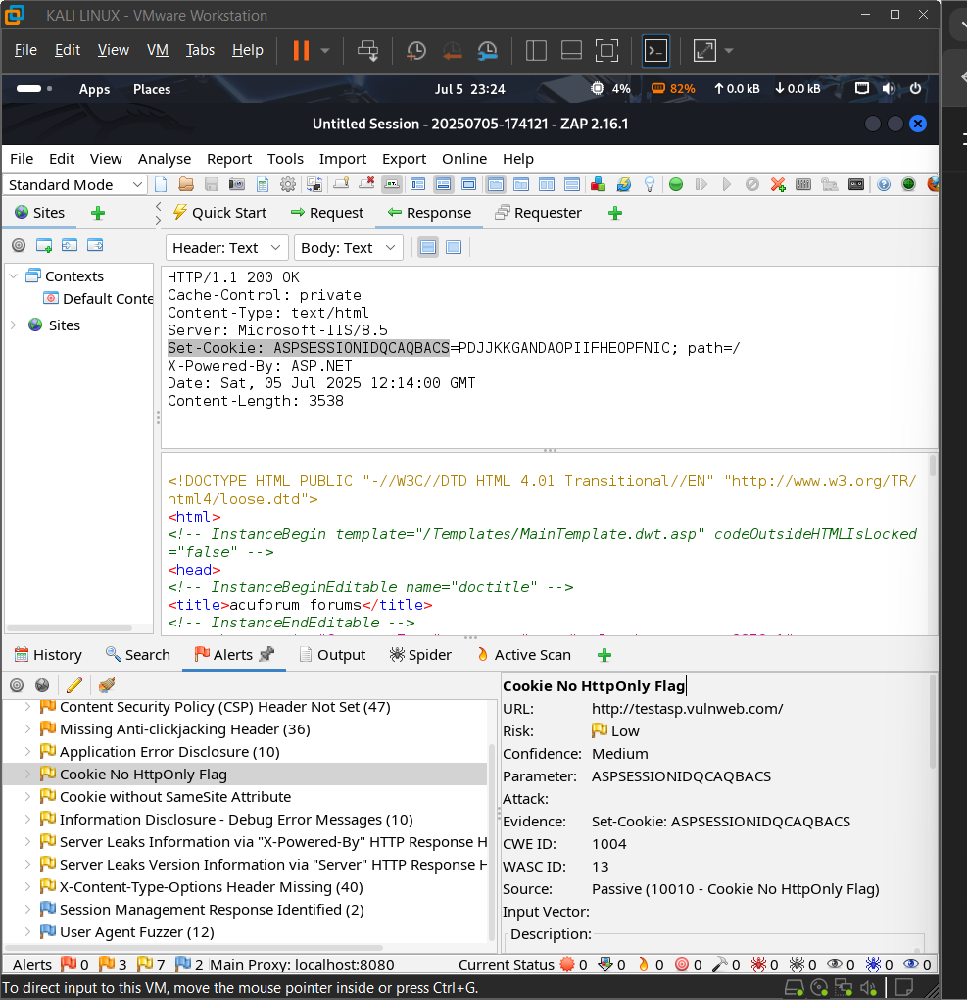 KALI LINUX - VMware Workstation
File Edit View VM Tabs Help
Apps Places Jul 5 23:24 4% 82% 0.0 kB 0.0 kB
Untitled Session - 20250705-174121 - ZAP 2.16.1
File Edit View Analyse Report Tools Import Export Online Help
Standard Mode
Sites Quick Start Request Response Requester
Header: Text Body: Text
Contexts
Default Conte
Sites
HTTP/1.1 200 OK
Cache-Control: private
Content-Type: text/html
Server: Microsoft-IIS/8.5
Set-Cookie: ASPSESSIONIDQCAQBACS=PDJJKKGANDAOPIIFHEOPFNIC; path=/
X-Powered-By: ASP.NET
Date: Sat, 05 Jul 2025 12:14:00 GMT
Content-Length: 3538
<!DOCTYPE HTML PUBLIC "-//W3C//DTD HTML 4.01 Transitional//EN" "http://www.w3.org/TR/
html4/loose.dtd">
<html>
<!-- InstanceBegin template="/Templates/MainTemplate.dwt.asp" codeOutsideHTMLIsLocked
="false" -->
<head>
<!-- InstanceBeginEditable name="doctitle" -->
<title>acuforum forums</title>
<!-- InstanceEndEditable -->
History Search Alerts Output Spider Active Scan
Content Security Policy (CSP) Header Not Set (47)
Missing Anti-clickjacking Header (36)
Application Error Disclosure (10)
Cookie No HttpOnly Flag
Cookie without SameSite Attribute
Information Disclosure - Debug Error Messages (10)
Server Leaks Information via "X-Powered-By" HTTP Response H
Server Leaks Version Information via "Server" HTTP Response H
X-Content-Type-Options Header Missing (40)
Session Management Response Identified (2)
User Agent Fuzzer (12)
Cookie No HttpOnly Flag
URL: http://testasp.vulnweb.com/
Risk: Low
Confidence: Medium
Parameter: ASPSESSIONIDQCAQBACS
Attack:
Evidence: Set-Cookie: ASPSESSIONIDQCAQBACS
CWE ID: 1004
WASC ID: 13
Source: Passive (10010 - Cookie No HttpOnly Flag)
Input Vector:
Description:
Alerts 0 3 7 2 Main Proxy: localhost:8080 Current Status 0 0 0 0 0 0 0 0 0 0
To direct input to this VM, move the mouse pointer inside or press Ctrl+G.